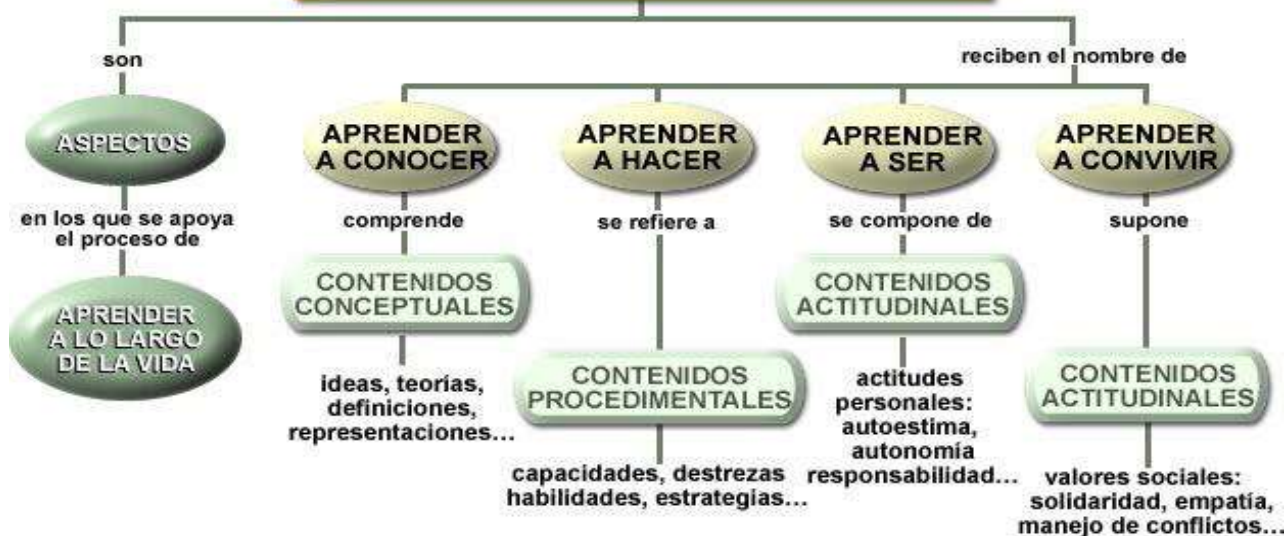 son
reciben el nombre de
ASPECTOS
en los que se apoya
el proceso de
APRENDER
A LO LARGO
DE LA VIDA
APRENDER
A CONOCER
comprende
CONTENIDOS
CONCEPTUALES
ideas, teorías,
definiciones,
representaciones...
APRENDER
A HACER
se refiere a
CONTENIDOS
PROCEDIMENTALES
capacidades, destrezas
habilidades, estrategias...
APRENDER
A SER
se compone de
CONTENIDOS
ACTITUDINALES
actitudes
personales:
autoestima,
autonomía
responsabilidad...
APRENDER
A CONVIVIR
supone
CONTENIDOS
ACTITUDINALES
valores sociales:
solidaridad, empatía,
manejo de conflictos...